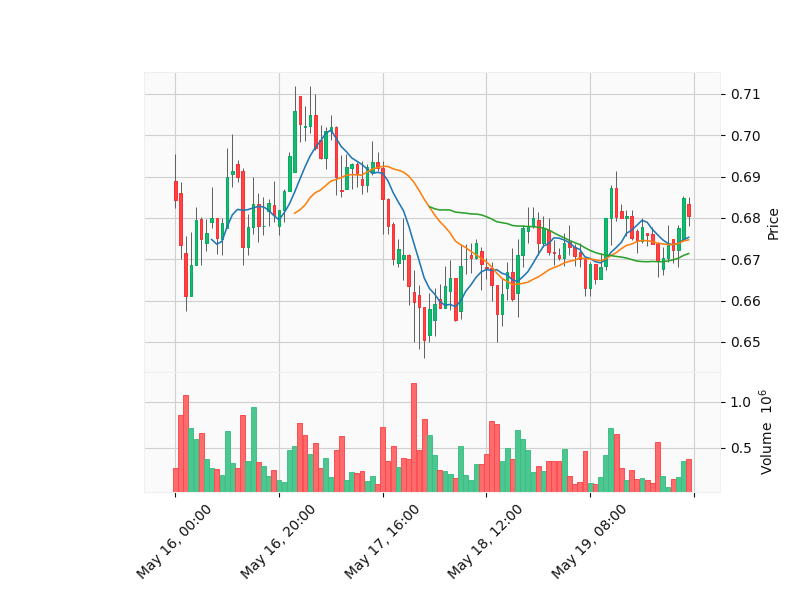 0.71
0.70
0.69
0.68
0.67
0.66
0.65
Price
1.0
0.5
Volume 10⁶
May 16, 00:00
May 16, 20:00
May 17, 16:00
May 18, 12:00
May 19, 08:00